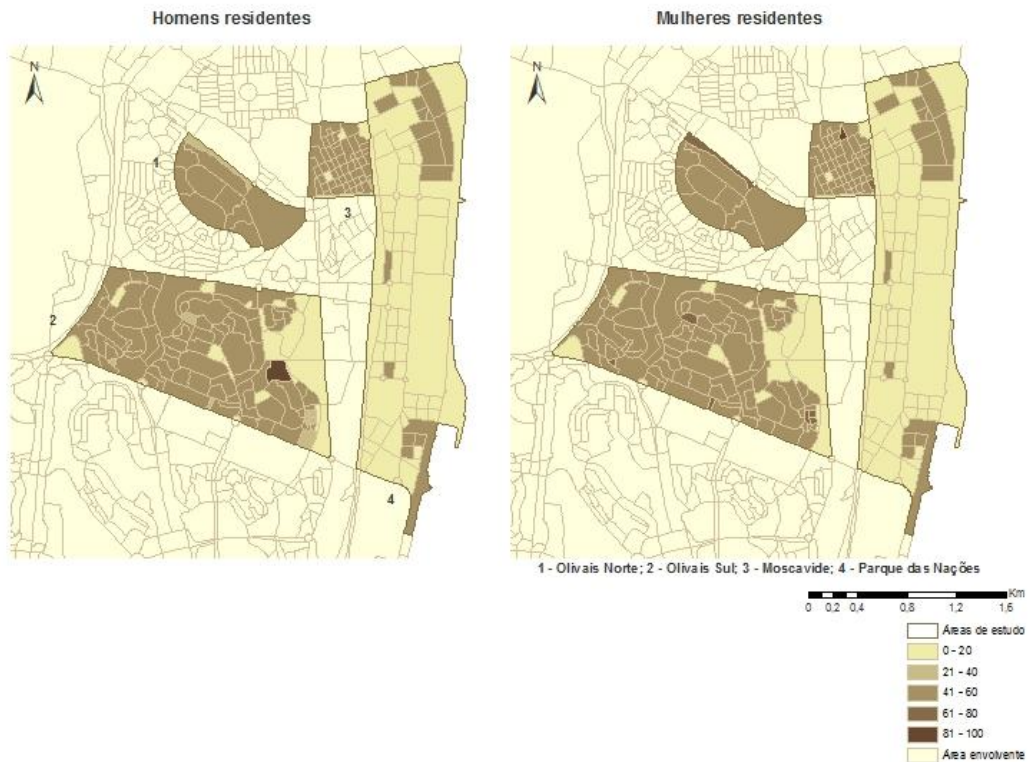 Homens residentes
Mulheres residentes
N
N
1
3
2
4
1 - Olivais Norte; 2 - Olivais Sul; 3 - Moscavide; 4 - Parque das Nações
Km
0 0,2 0,4 0,8 1,2 1,6
Áreas de estudo
0 - 20
21 - 40
41 - 60
61 - 80
81 - 100
Área envolvente